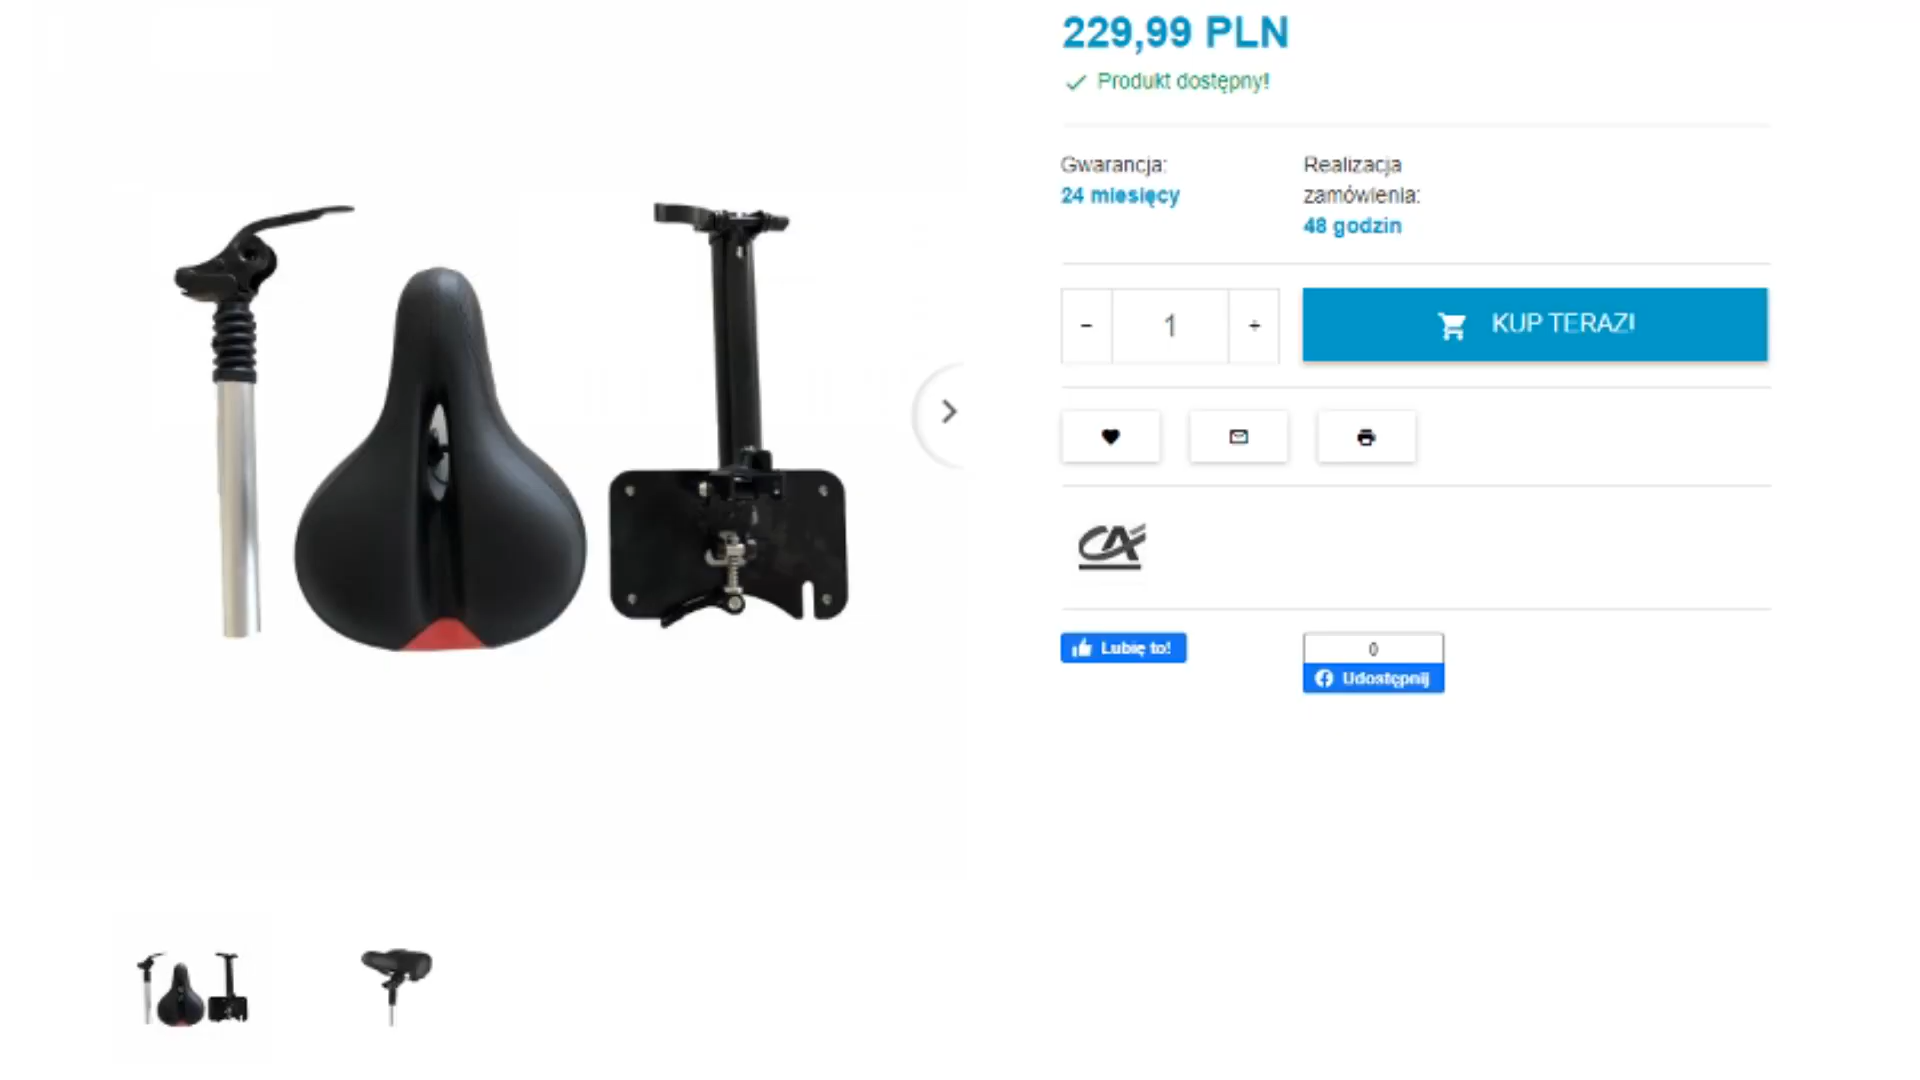 229,99 PLN
Produkt dostępny!
Gwarancja:
24 miesięcy
Realizacja
zamówienia:
48 godzin
-
1
+
KUP TERAZ!
CA
Lubię to!
0
Udostępnij